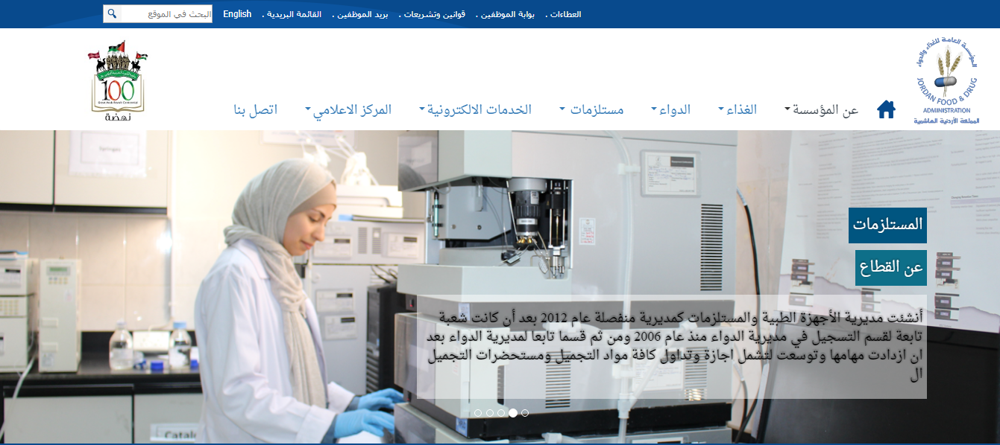 العطاءات .
بوابة الموظفين .
قوانين وتشريعات .
بريد الموظفين .
القائمة البريدية .
English
البحث في الموقع
المؤسسة العامة للغذاء والدواء
JORDAN FOOD & DRUG
ADMINISTRATION
المملكة الأردنية الهاشمية
عن المؤسسة
الغذاء
الدواء
مستلزمات
الخدمات الالكترونية
المركز الاعلامي
اتصل بنا
100
Great Arab Revolt Centennial
نهضة
المستلزمات
عن القطاع
أنشئت مديرية الأجهزة الطبية والمستلزمات كمديرية منفصلة عام 2012 بعد أن كانت شعبة
تابعة لقسم التسجيل في مديرية الدواء منذ عام 2006 ومن ثم قسما تابعا لمديرية الدواء بعد
ان ازدادت مهامها وتوسعت لتشمل اجازة وتداول كافة مواد التجميل ومستحضرات التجميل
ال